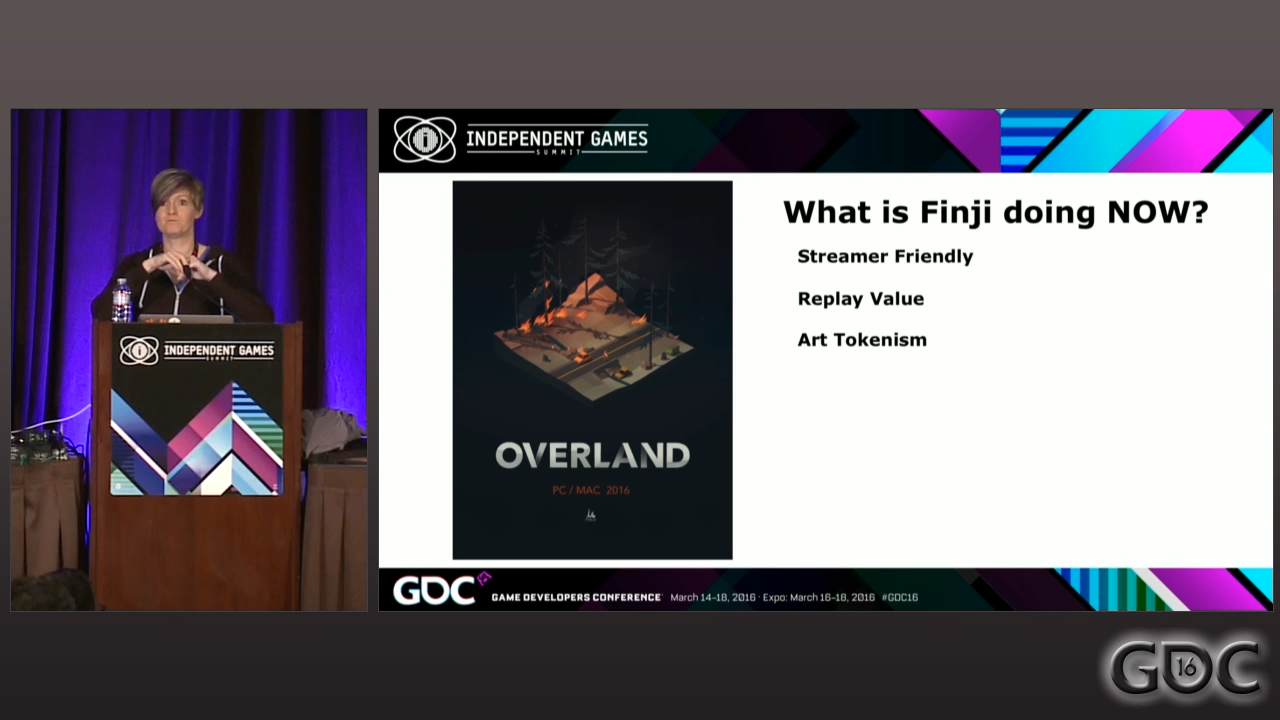 INDEPENDENT GAMES
SUMMIT
INDEPENDENT GAMES
SUMMIT
What is Finji doing NOW?
Streamer Friendly
Replay Value
Art Tokenism
OVERLAND
PC / MAC 2016
GDC
GAME DEVELOPERS CONFERENCE March 14-18, 2016 · Expo: March 16-18, 2016 #GDC16
GDC 16